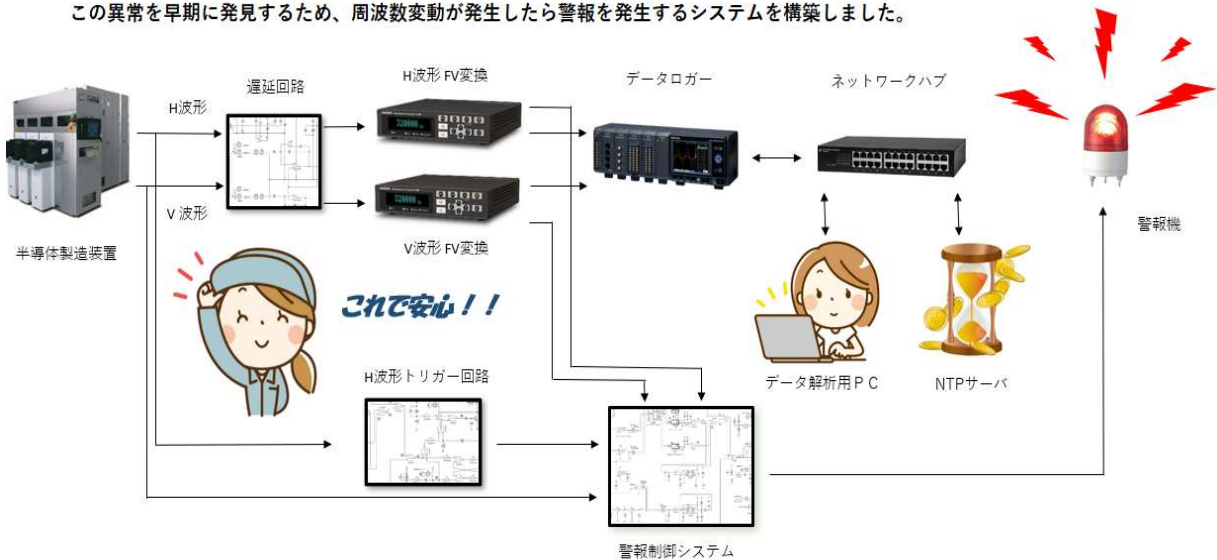 この異常を早期に発見するため、周波数変動が発生したら警報を発生するシステムを構築しました。
H波形 FV変換
データロガー
ネットワークハブ
遅延回路
H波形
V 波形
V波形 FV変換
警報機
半導体製造装置
これで安心！！
H波形トリガー回路
データ解析用ＰＣ
NTPサーバ
警報制御システム